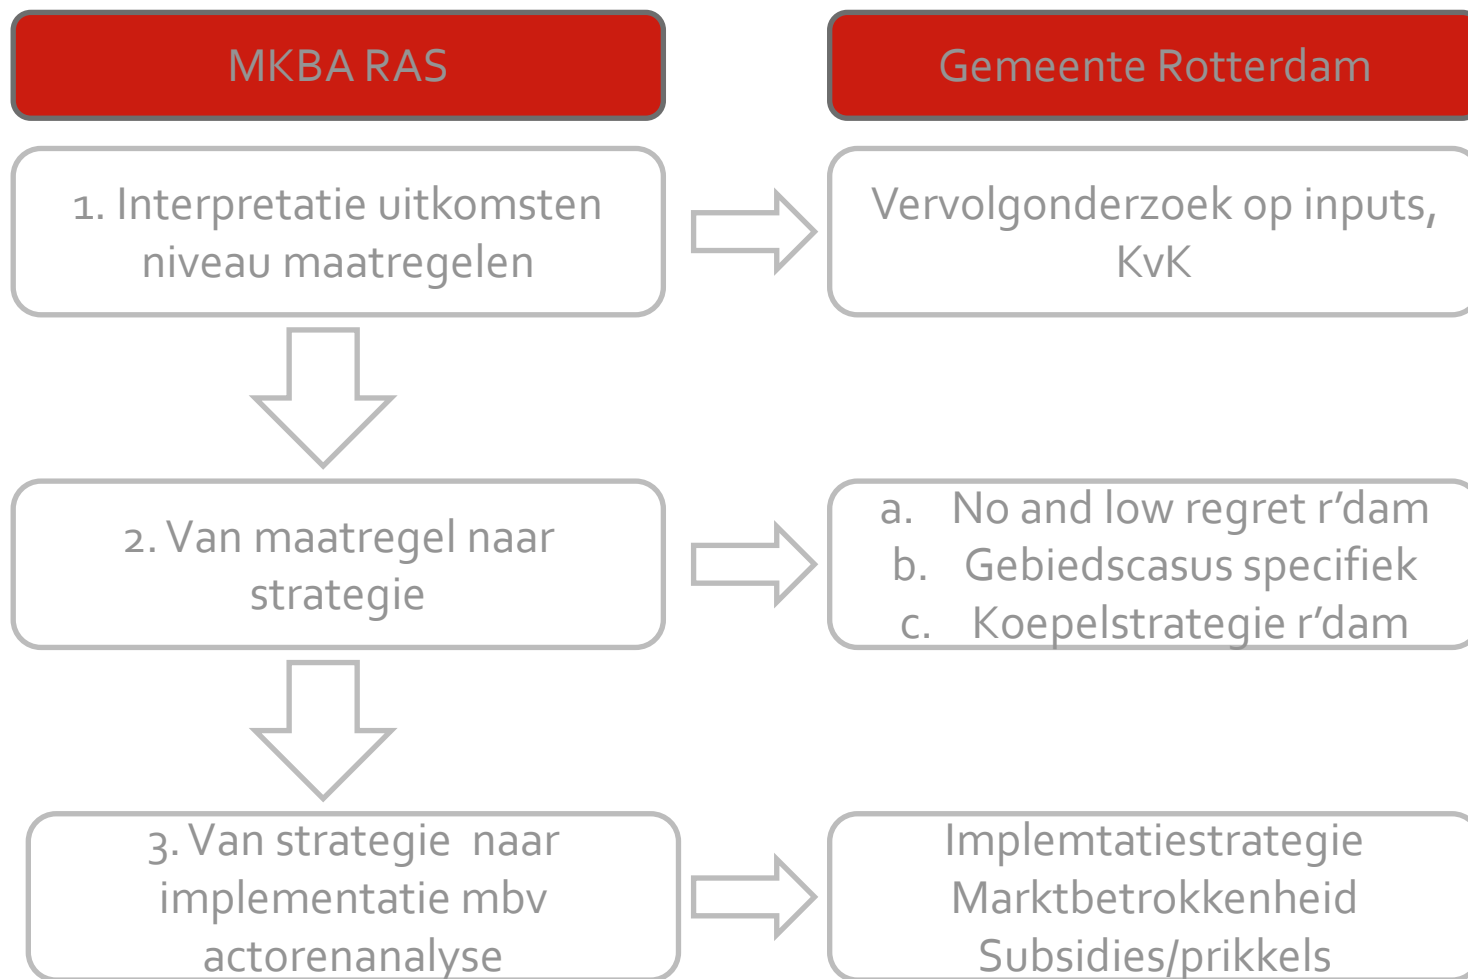 MKBA RAS
Gemeente Rotterdam
1. Interpretatie uitkomsten
niveau maatregelen
Vervolgonderzoek op inputs,
KvK
2. Van maatregel naar
strategie
a. No and low regret r’dam
b. Gebiedscasus specifiek
c. Koepelstrategie r’dam
3. Van strategie naar
implementatie mbv
actorenanalyse
Implemtatiestrategie
Marktbetrokkenheid
Subsidies/prikkels